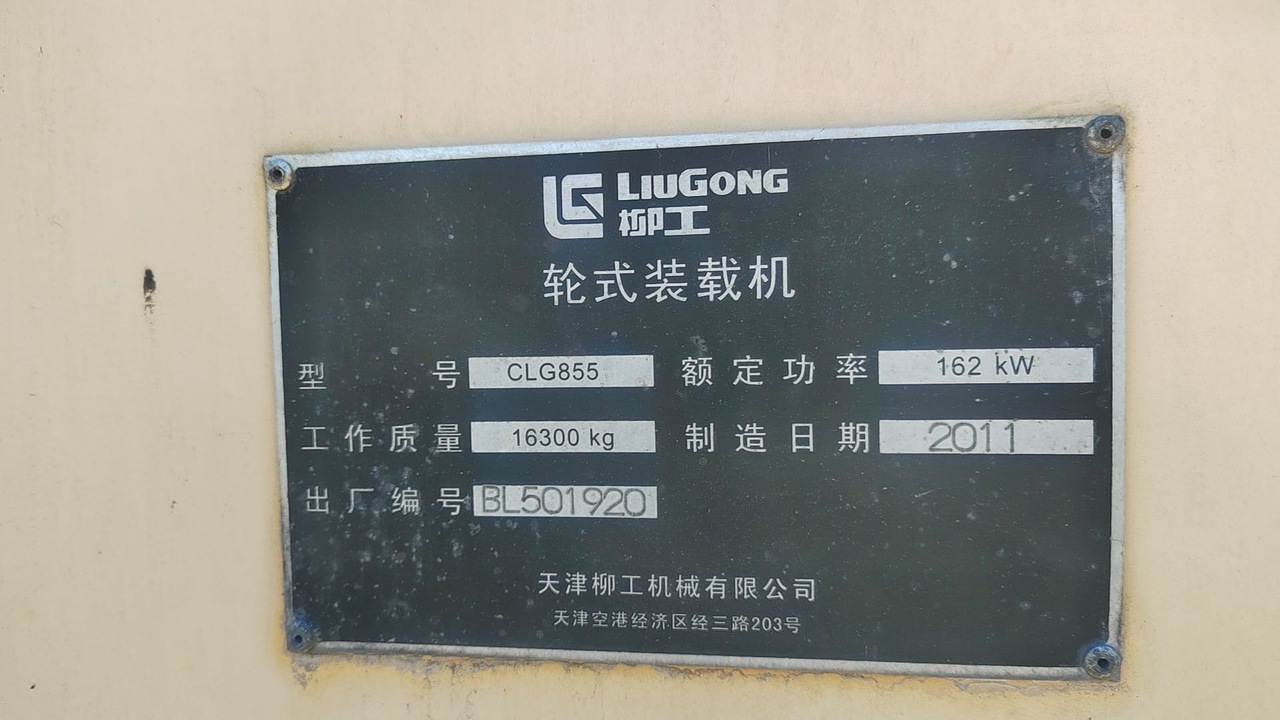 LIUGONG
柳工
轮式装载机
型号 CLG855 额定功率 162 kW
工作质量 16300 kg 制造日期 2011
出厂编号 BL501920
天津柳工机械有限公司
天津空港经济区经三路203号